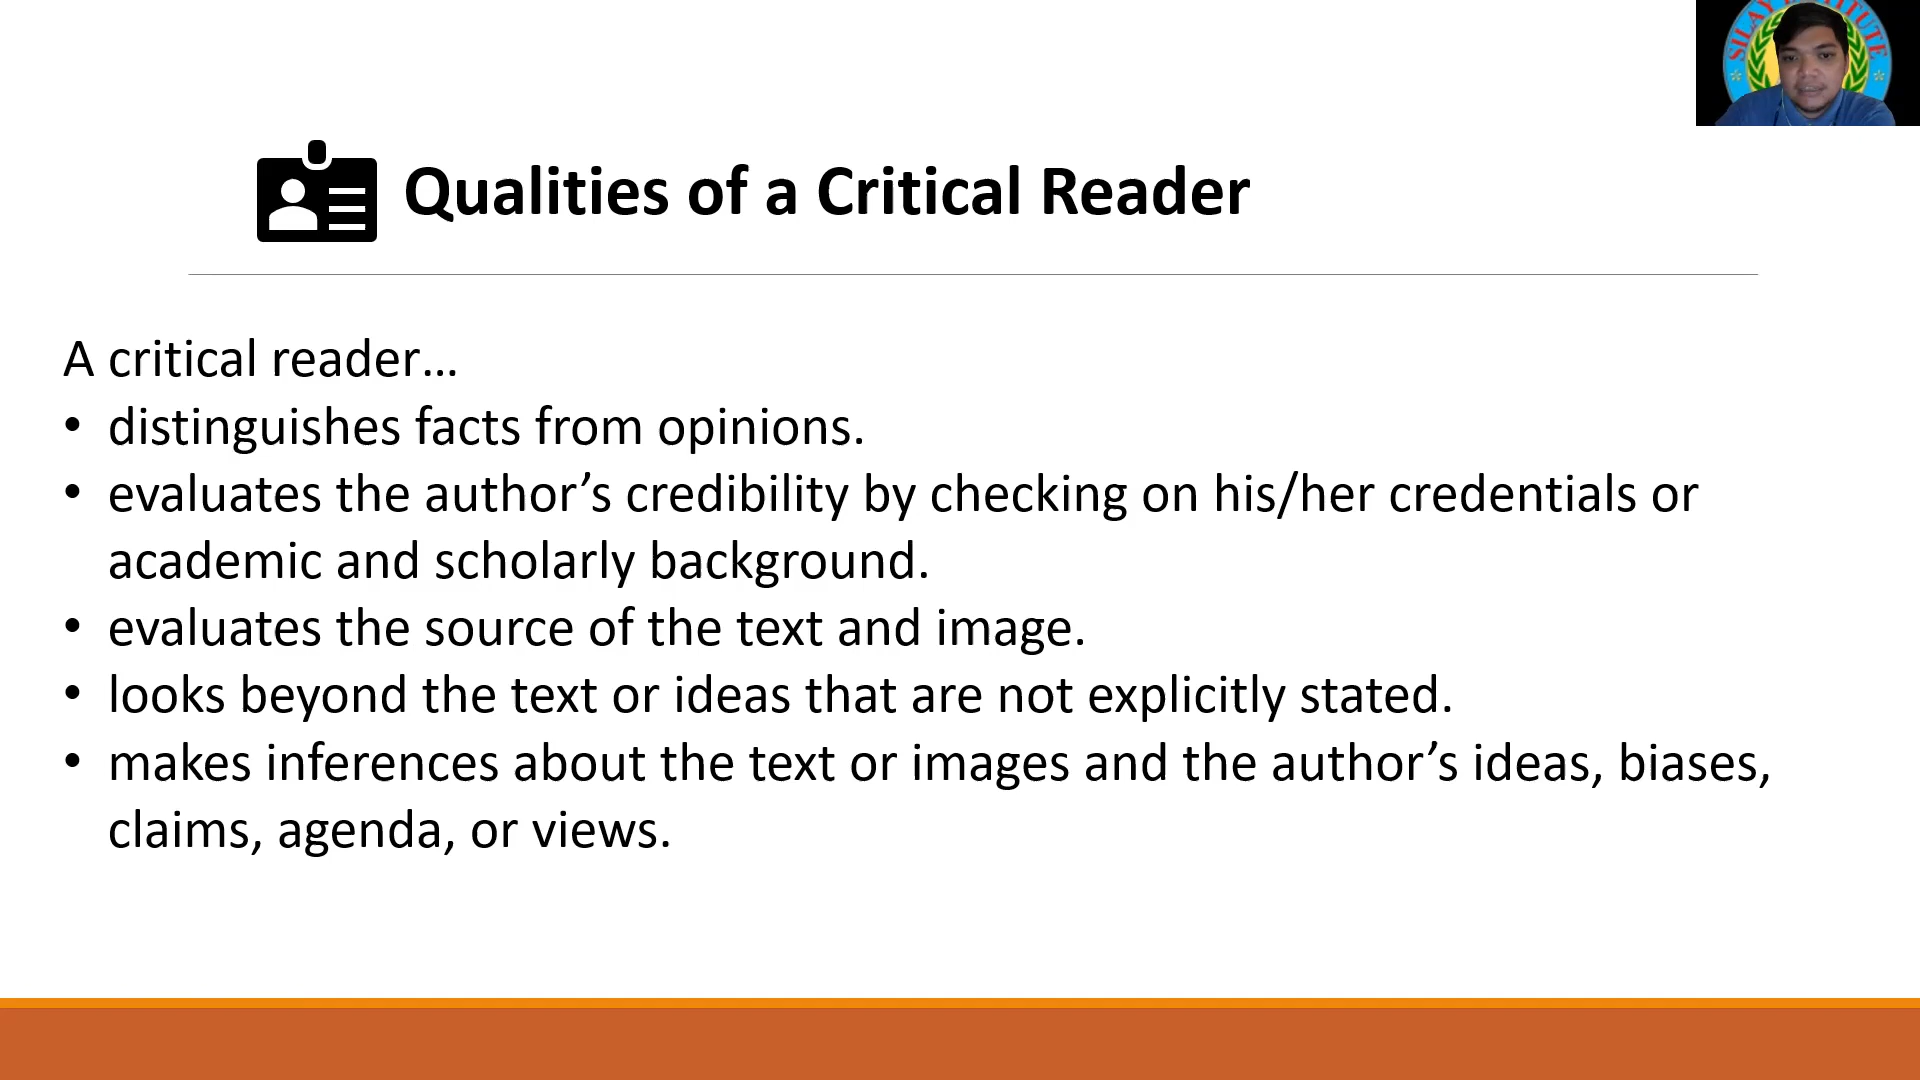 SILAY INSTITUTE
Qualities of a Critical Reader
A critical reader...
• distinguishes facts from opinions.
• evaluates the author’s credibility by checking on his/her credentials or
academic and scholarly background.
• evaluates the source of the text and image.
• looks beyond the text or ideas that are not explicitly stated.
• makes inferences about the text or images and the author’s ideas, biases,
claims, agenda, or views.